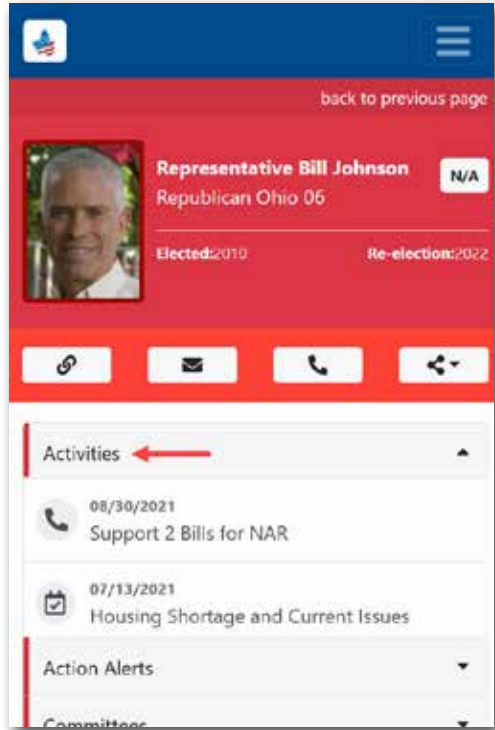 back to previous page
Representative Bill Johnson
N/A
Republican Ohio 06
Elected:2010 Re-election:2022
Activities
08/30/2021
Support 2 Bills for NAR
07/13/2021
Housing Shortage and Current Issues
Action Alerts
Committees